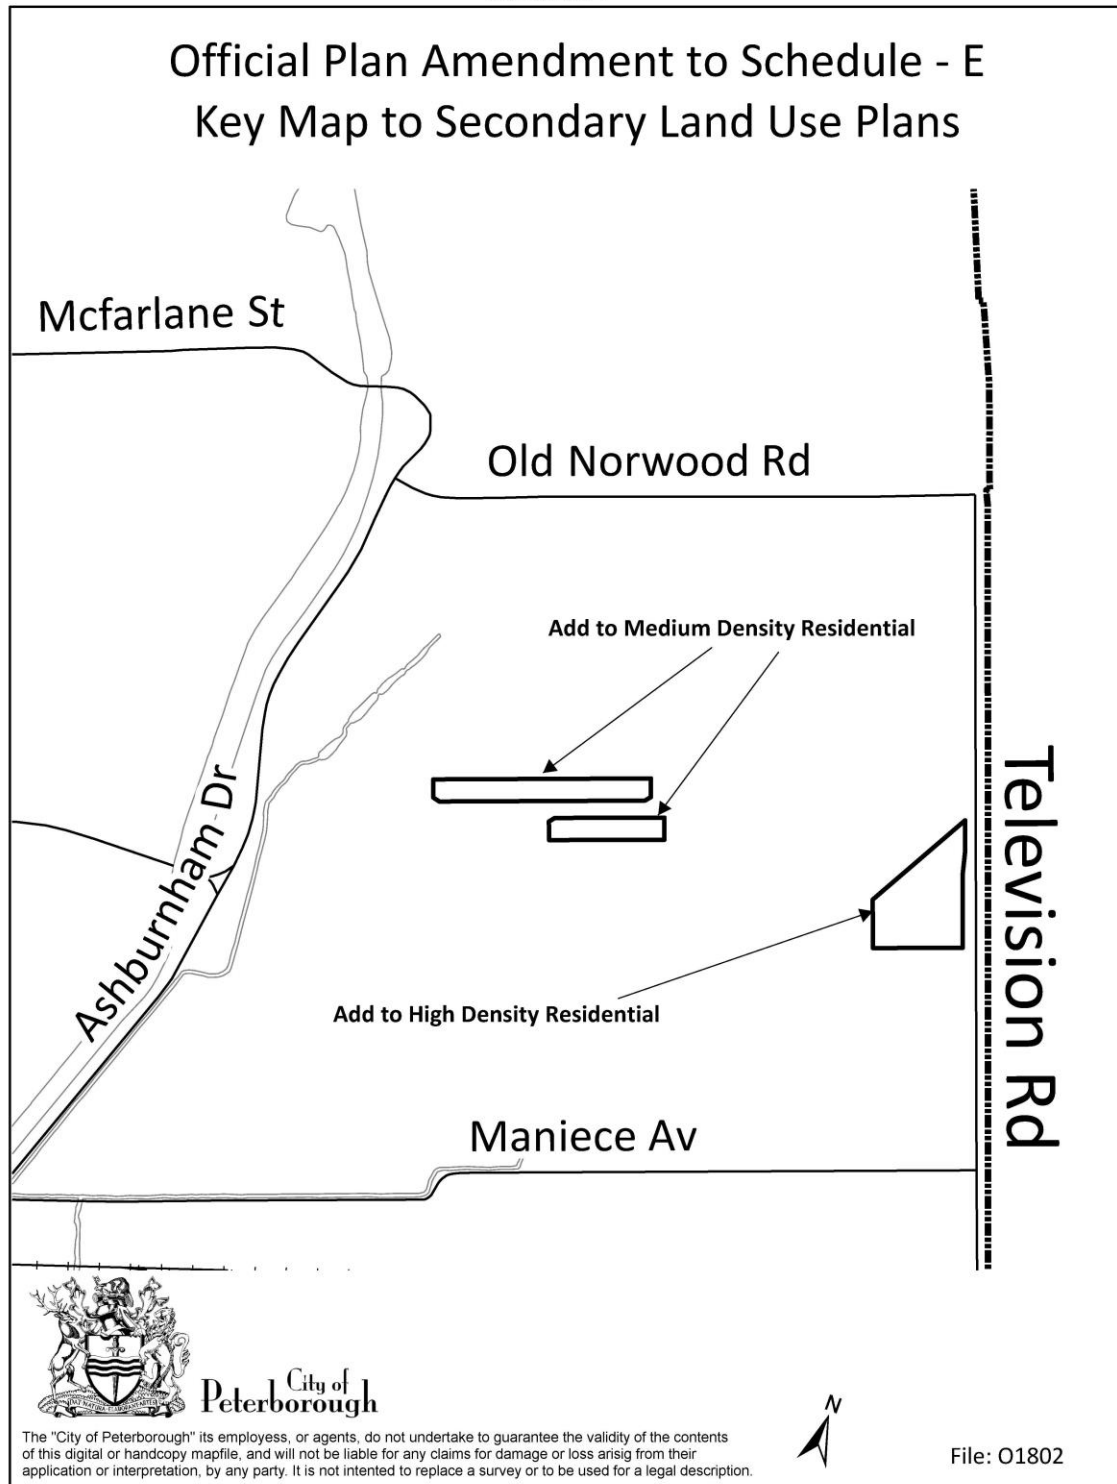 Official Plan Amendment to Schedule - E
Key Map to Secondary Land Use Plans
Mcfarlane St
Old Norwood Rd
Add to Medium Density Residential
Television Rd
Ashburnham Dr
Add to High Density Residential
Maniece Av
City of
Peterborough
N
The "City of Peterborough" its employess, or agents, do not undertake to guarantee the validity of the contents
of this digital or handcopy mapfile, and will not be liable for any claims for damage or loss arisig from their
application or interpretation, by any party. It is not intended to replace a survey or to be used for a legal description.
File: O1802